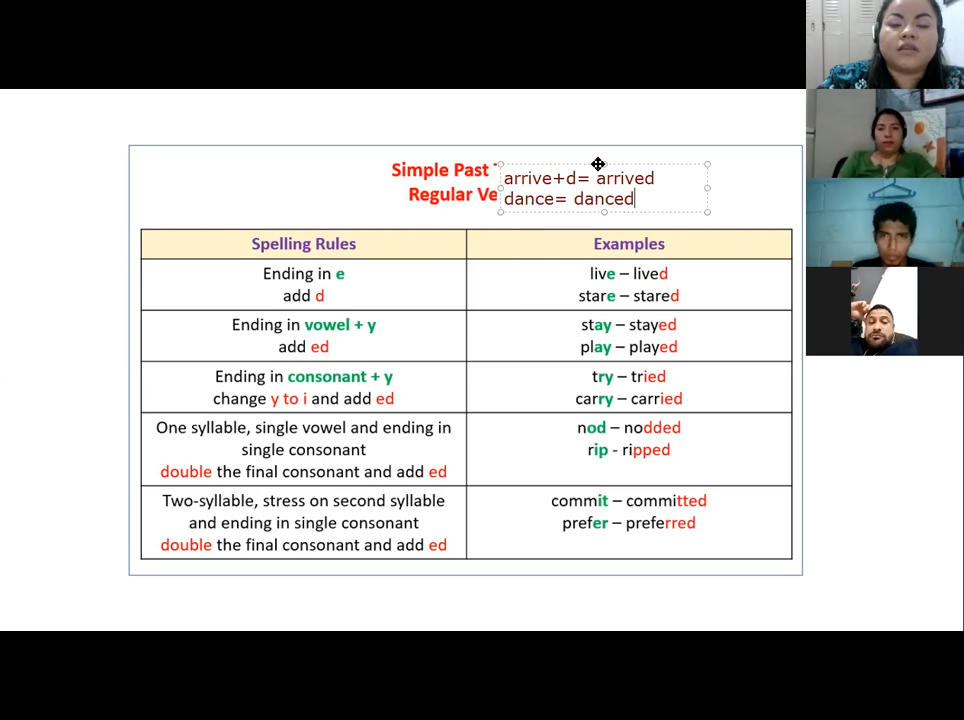 Simple Past
Regular Ve
arrive+d= arrived
dance= danced
Spelling Rules
Examples
Ending in e
add d
live – lived
stare – stared
Ending in vowel + y
add ed
stay – stayed
play – played
Ending in consonant + y
change y to i and add ed
try – tried
carry – carried
One syllable, single vowel and ending in
single consonant
double the final consonant and add ed
nod – nodded
rip - ripped
Two-syllable, stress on second syllable
and ending in single consonant
double the final consonant and add ed
commit – committed
prefer – preferred